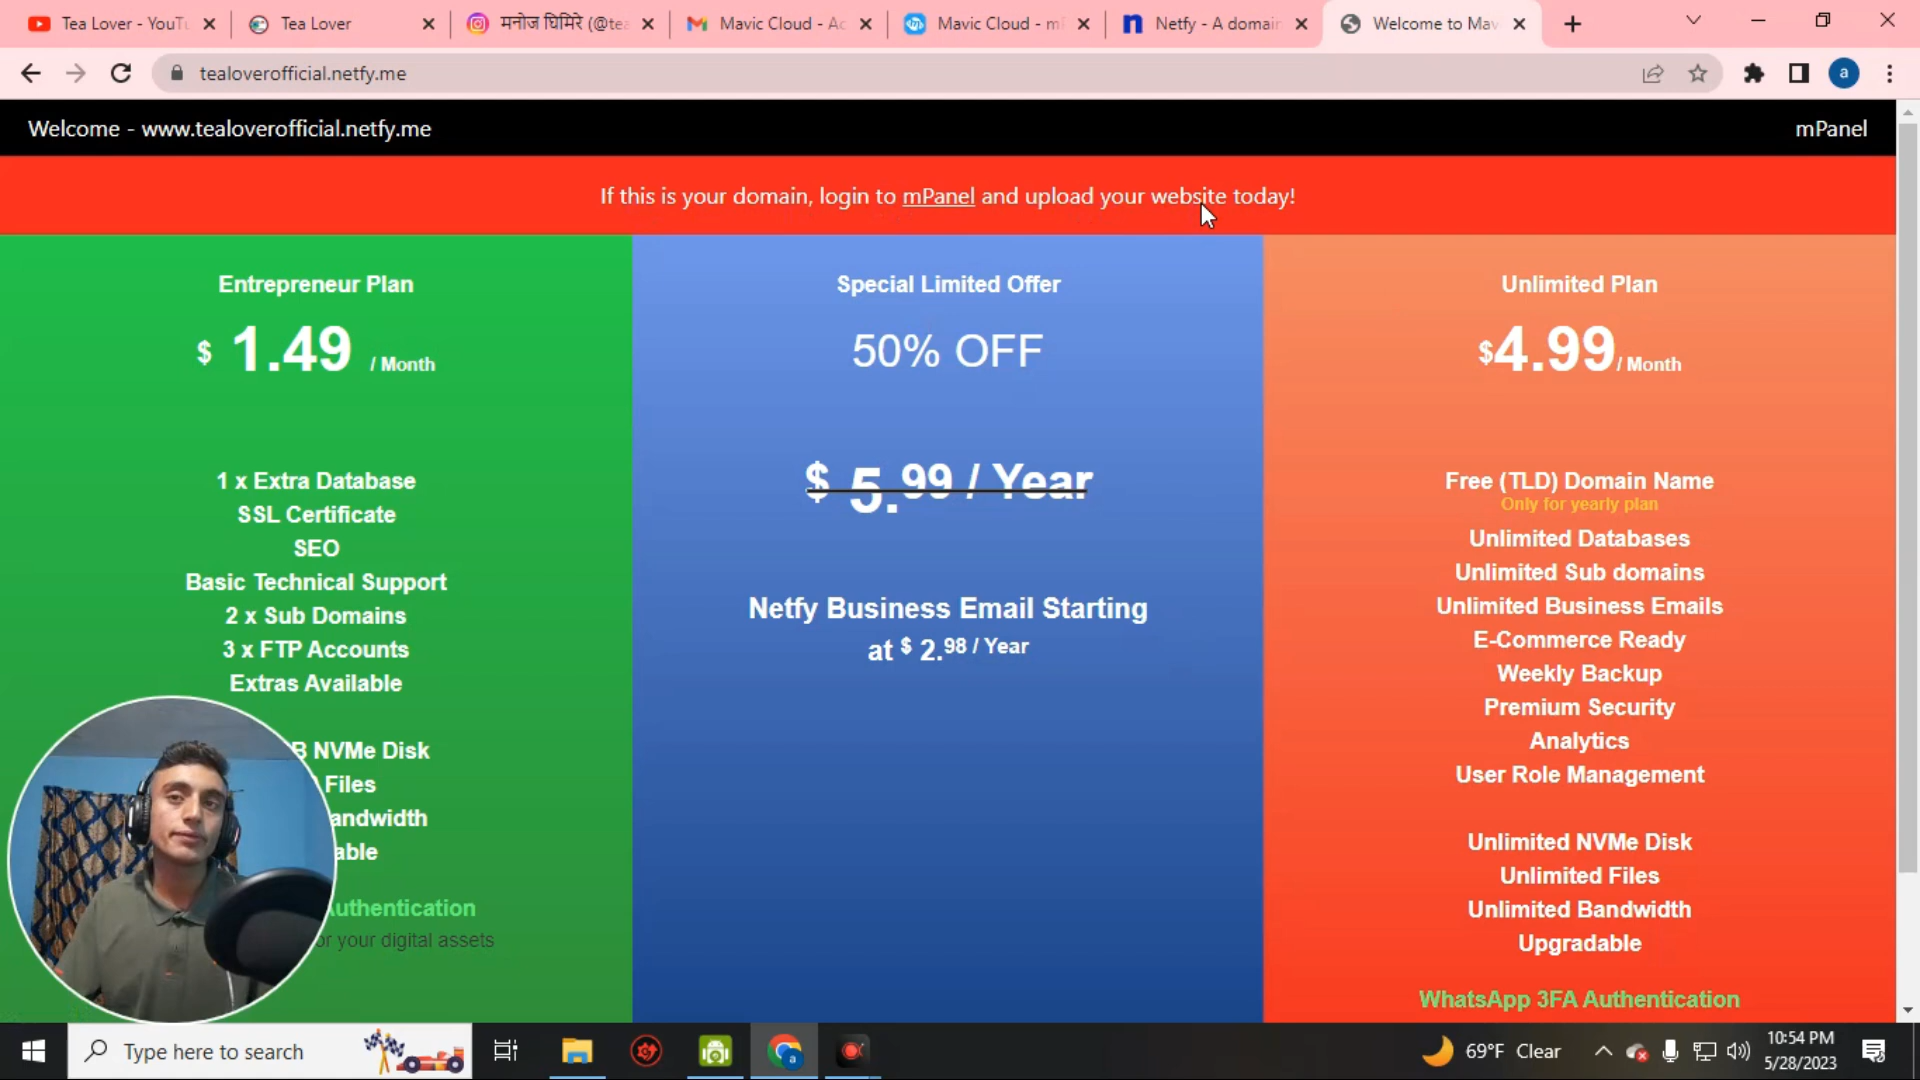 Tea Lover - YouTu
Tea Lover
मनोज घिमिरे (@tea
Mavic Cloud - Ac
Mavic Cloud - mP
Netfy - A domain
Welcome to Mav
tealoverofficial.netfy.me
a
Welcome - www.tealoverofficial.netfy.me
mPanel
If this is your domain, login to mPanel and upload your website today!
Entrepreneur Plan
$ 1.49 / Month
1 x Extra Database
SSL Certificate
SEO
Basic Technical Support
2 x Sub Domains
3 x FTP Accounts
Extras Available
B NVMe Disk
Files
andwidth
able
uthentication
or your digital assets
Special Limited Offer
50% OFF
$ 5.99 / Year
Netfy Business Email Starting
at $ 2.98 / Year
Unlimited Plan
$4.99 / Month
Free (TLD) Domain Name
Only for yearly plan
Unlimited Databases
Unlimited Sub domains
Unlimited Business Emails
E-Commerce Ready
Weekly Backup
Premium Security
Analytics
User Role Management
Unlimited NVMe Disk
Unlimited Files
Unlimited Bandwidth
Upgradable
WhatsApp 3FA Authentication
Type here to search
69°F Clear
10:54 PM
5/28/2023